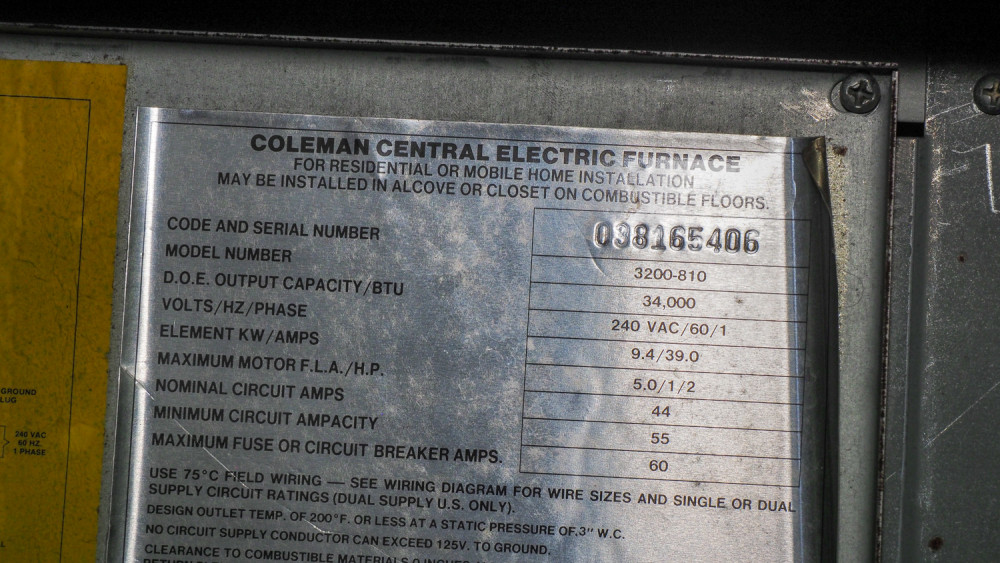 COLEMAN CENTRAL ELECTRIC FURNACE
FOR RESIDENTIAL OR MOBILE HOME INSTALLATION
MAY BE INSTALLED IN ALCOVE OR CLOSET ON COMBUSTIBLE FLOORS.
CODE AND SERIAL NUMBER 038165406
MODEL NUMBER 3200-810
D.O.E. OUTPUT CAPACITY/BTU 34,000
VOLTS/HZ/PHASE 240 VAC/60/1
ELEMENT KW/AMPS 9.4/39.0
MAXIMUM MOTOR F.L.A./H.P. 5.0/1/2
NOMINAL CIRCUIT AMPS 44
MINIMUM CIRCUIT AMPACITY 55
MAXIMUM FUSE OR CIRCUIT BREAKER AMPS. 60
USE 75°C FIELD WIRING — SEE WIRING DIAGRAM FOR WIRE SIZES AND SINGLE OR DUAL
SUPPLY CIRCUIT RATINGS (DUAL SUPPLY U.S. ONLY).
DESIGN OUTLET TEMP. OF 200°F. OR LESS AT A STATIC PRESSURE OF.3" W.C.
NO CIRCUIT SUPPLY CONDUCTOR CAN EXCEED 125V. TO GROUND.
CLEARANCE TO COMBUSTIBLE MATERIALS 0 INCHES
GROUND
LUG
240 VAC
60 HZ.
1 PHASE